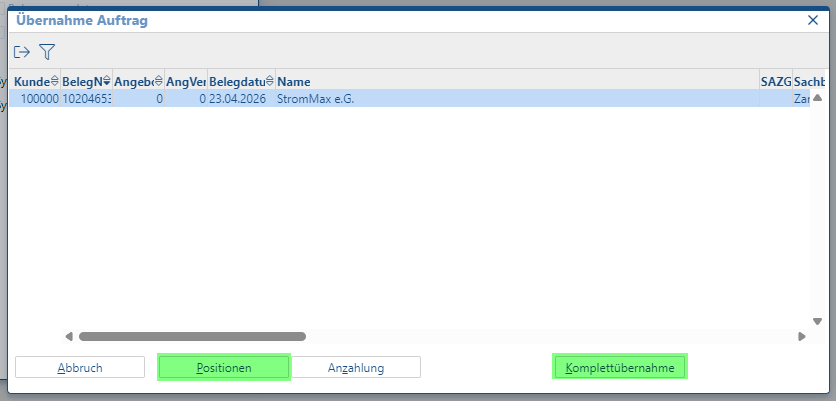 Übernahme Auftrag
Kunde BelegN Angeb AngVer Belegdatu Name SAZG Sachb
100000 1020465 0 0 23.04.2026 StromMax e.G. Zar
Abbruch Positionen Anzahlung Komplettübernahme